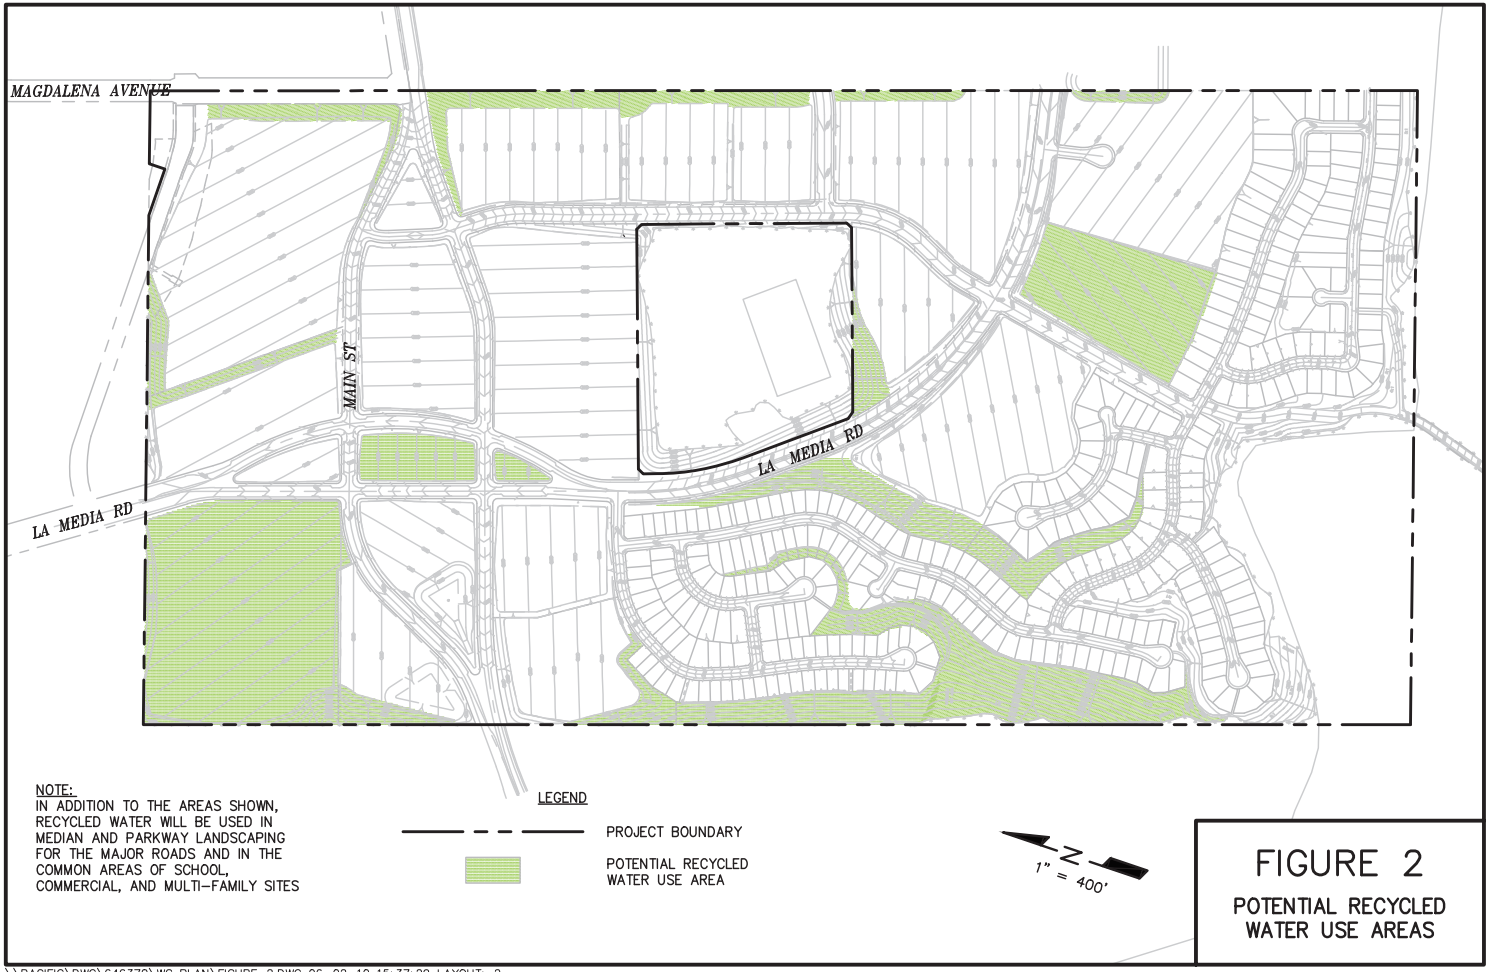 MAGDALENA AVENUE
MAIN ST
LA MEDIA RD
LA MEDIA RD
NOTE:
IN ADDITION TO THE AREAS SHOWN,
RECYCLED WATER WILL BE USED IN
MEDIAN AND PARKWAY LANDSCAPING
FOR THE MAJOR ROADS AND IN THE
COMMON AREAS OF SCHOOL,
COMMERCIAL, AND MULTI-FAMILY SITES
LEGEND
PROJECT BOUNDARY
POTENTIAL RECYCLED
WATER USE AREA
Z
1" = 400'
FIGURE 2
POTENTIAL RECYCLED
WATER USE AREAS